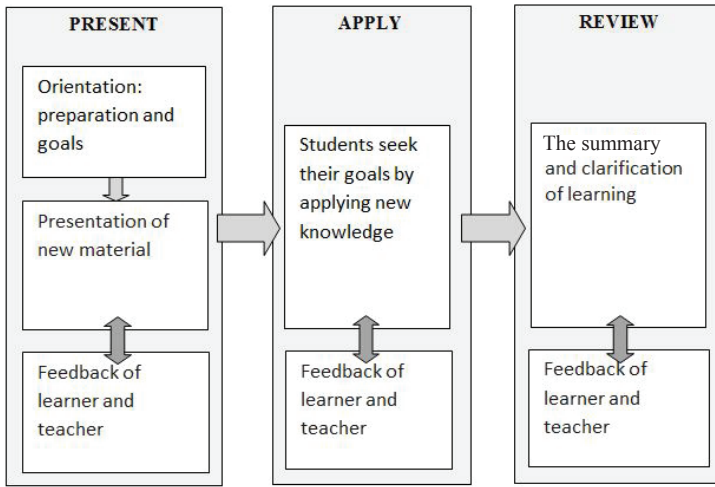 PRESENT
Orientation:
preparation and
goals
Presentation of
new material
Feedback of
learner and
teacher
APPLY
Students seek
their goals by
applying new
knowledge
Feedback of
learner and
teacher
REVIEW
The summary
and clarification
of learning
Feedback of
learner and
teacher